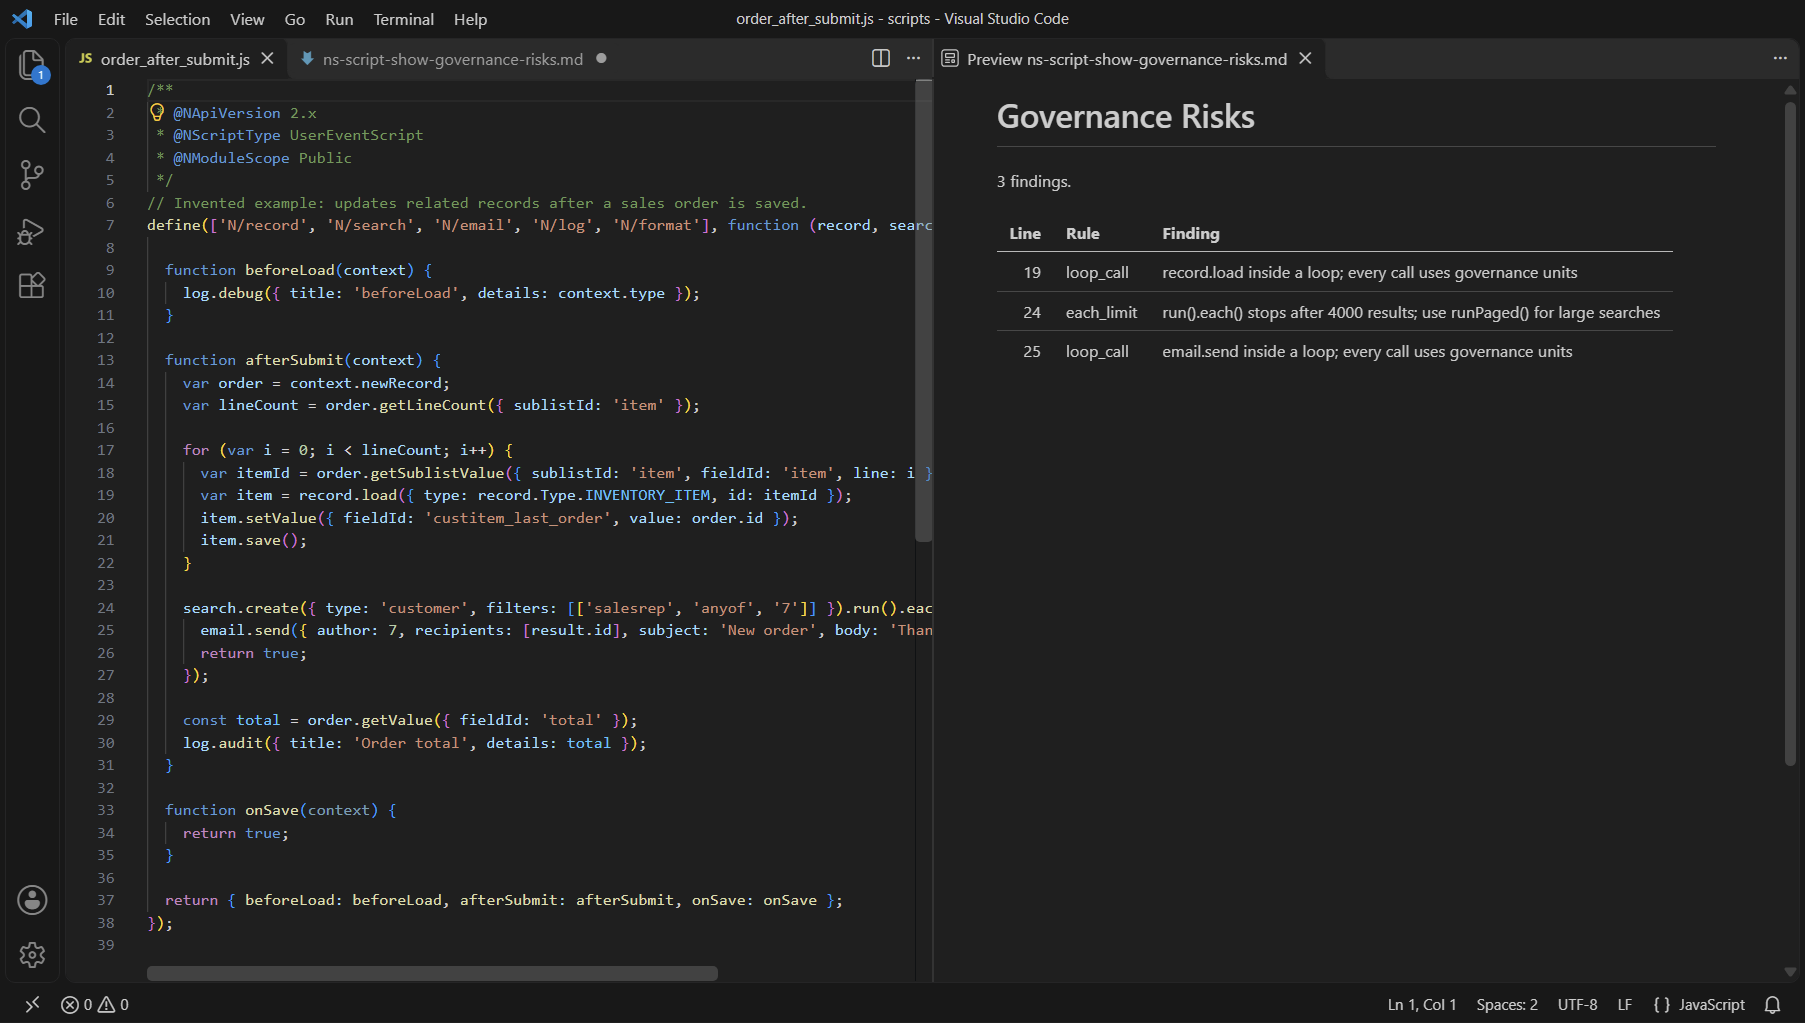 File Edit Selection View Go Run Terminal Help
order_after_submit.js - scripts - Visual Studio Code
1
JS order_after_submit.js
ns-script-show-governance-risks.md
1 /**
2 * @NApiVersion 2.x
3 * @NScriptType UserEventScript
4 * @NModuleScope Public
5 */
6 // Invented example: updates related records after a sales order is saved.
7 define(['N/record', 'N/search', 'N/email', 'N/log', 'N/format'], function (record, searc
8
9 function beforeLoad(context) {
10 log.debug({ title: 'beforeLoad', details: context.type });
11 }
12
13 function afterSubmit(context) {
14 var order = context.newRecord;
15 var lineCount = order.getLineCount({ sublistId: 'item' });
16
17 for (var i = 0; i < lineCount; i++) {
18 var itemId = order.getSublistValue({ sublistId: 'item', fieldId: 'item', line: i }
19 var item = record.load({ type: record.Type.INVENTORY_ITEM, id: itemId });
20 item.setValue({ fieldId: 'custitem_last_order', value: order.id });
21 item.save();
22 }
23
24 search.create({ type: 'customer', filters: [['salesrep', 'anyof', '7']] }).run().eac
25 email.send({ author: 7, recipients: [result.id], subject: 'New order', body: 'Than
26 return true;
27 });
28
29 const total = order.getValue({ fieldId: 'total' });
30 log.audit({ title: 'Order total', details: total });
31 }
32
33 function onSave(context) {
34 return true;
35 }
36
37 return { beforeLoad: beforeLoad, afterSubmit: afterSubmit, onSave: onSave };
38 });
39
Preview ns-script-show-governance-risks.md
Governance Risks
3 findings.
Line Rule Finding
19 loop_call record.load inside a loop; every call uses governance units
24 each_limit run().each() stops after 4000 results; use runPaged() for large searches
25 loop_call email.send inside a loop; every call uses governance units
0 0
Ln 1, Col 1 Spaces: 2 UTF-8 LF { } JavaScript